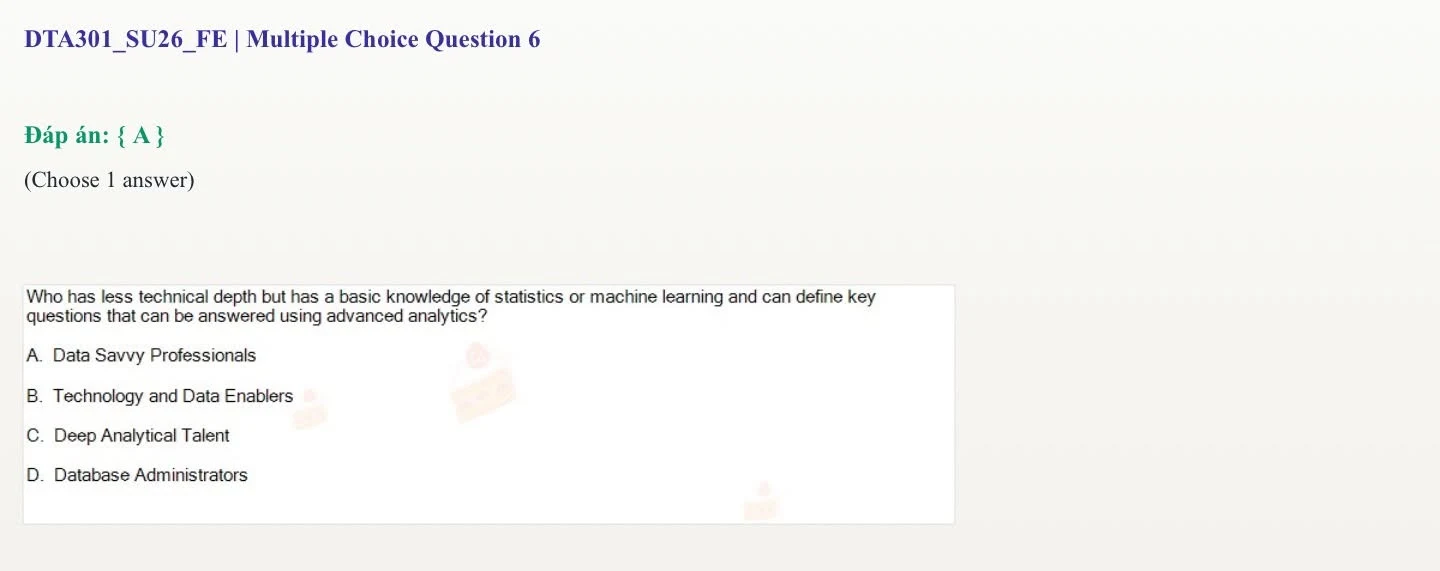 DTA301_SU26_FE | Multiple Choice Question 6
Đáp án: { A }
(Choose 1 answer)
Who has less technical depth but has a basic knowledge of statistics or machine learning and can define key
questions that can be answered using advanced analytics?
A. Data Savvy Professionals
B. Technology and Data Enablers
C. Deep Analytical Talent
D. Database Administrators